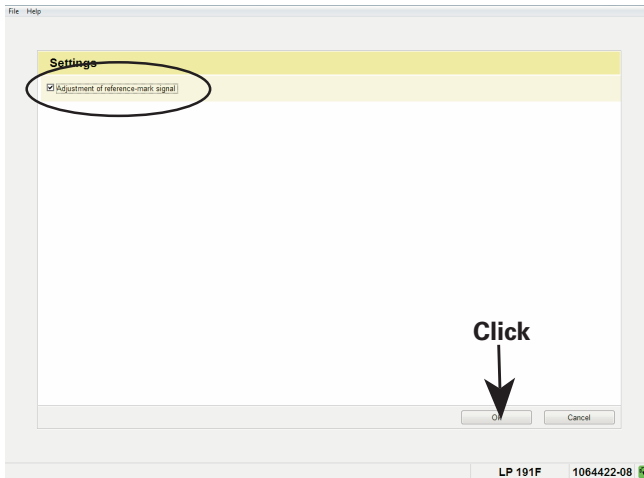 File Help
Settings
Adjustment of reference-mark signal
Click
Cancel
LP 191F 1064422-08